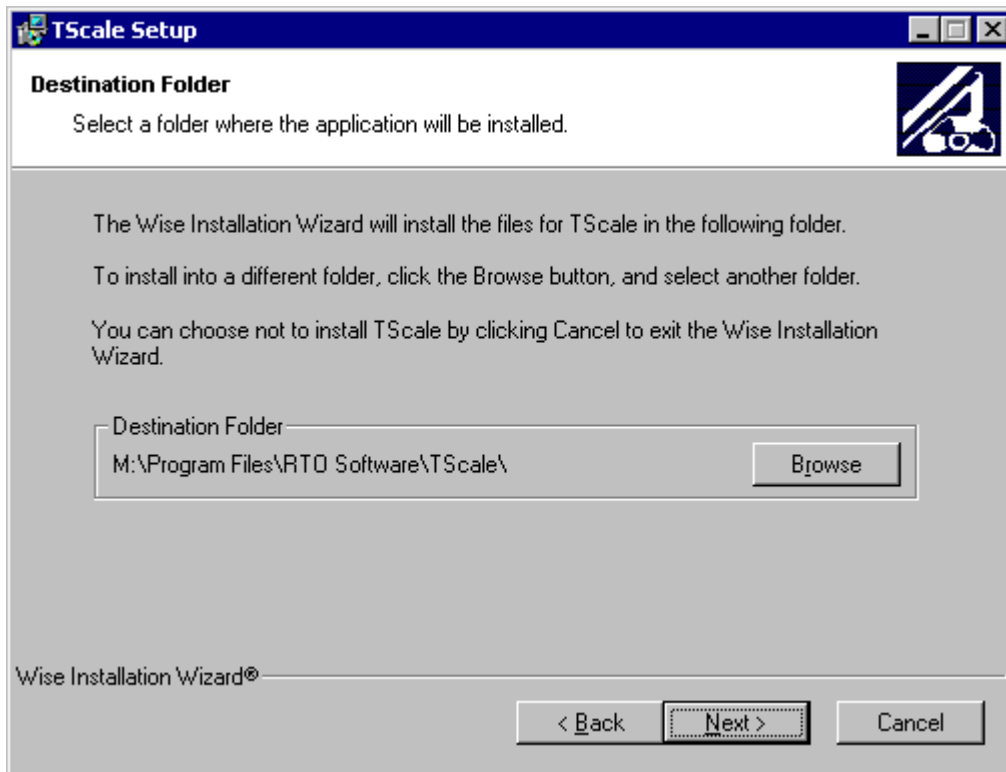 TScale Setup
Destination Folder
Select a folder where the application will be installed.
The Wise Installation Wizard will install the files for TScale in the following folder.
To install into a different folder, click the Browse button, and select another folder.
You can choose not to install TScale by clicking Cancel to exit the Wise Installation
Wizard.
Destination Folder
M:\Program Files\RTO Software\TScale\
Browse
Wise Installation Wizard®
< Back
Next >
Cancel